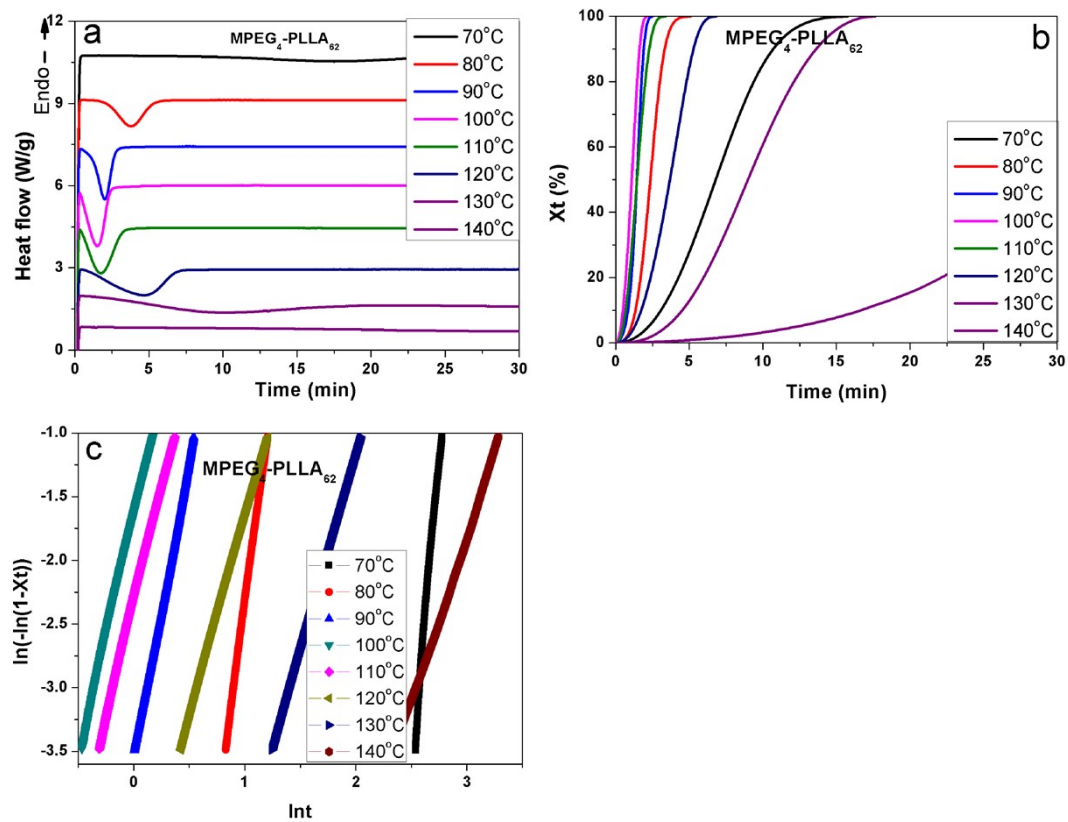 a
MPEG4-PLLA62
Endo
Heat flow (W/g)
12
9
6
3
0
0 5 10 15 20 25 30
Time (min)
70°C
80°C
90°C
100°C
110°C
120°C
130°C
140°C
b
MPEG4-PLLA62
Xt (%)
100
80
60
40
20
0
0 5 10 15 20 25 30
Time (min)
70°C
80°C
90°C
100°C
110°C
120°C
130°C
140°C
c
MPEG4-PLLA62
ln(-ln(1-Xt))
-1.0
-1.5
-2.0
-2.5
-3.0
-3.5
0 1 2 3
lnt
70°C
80°C
90°C
100°C
110°C
120°C
130°C
140°C